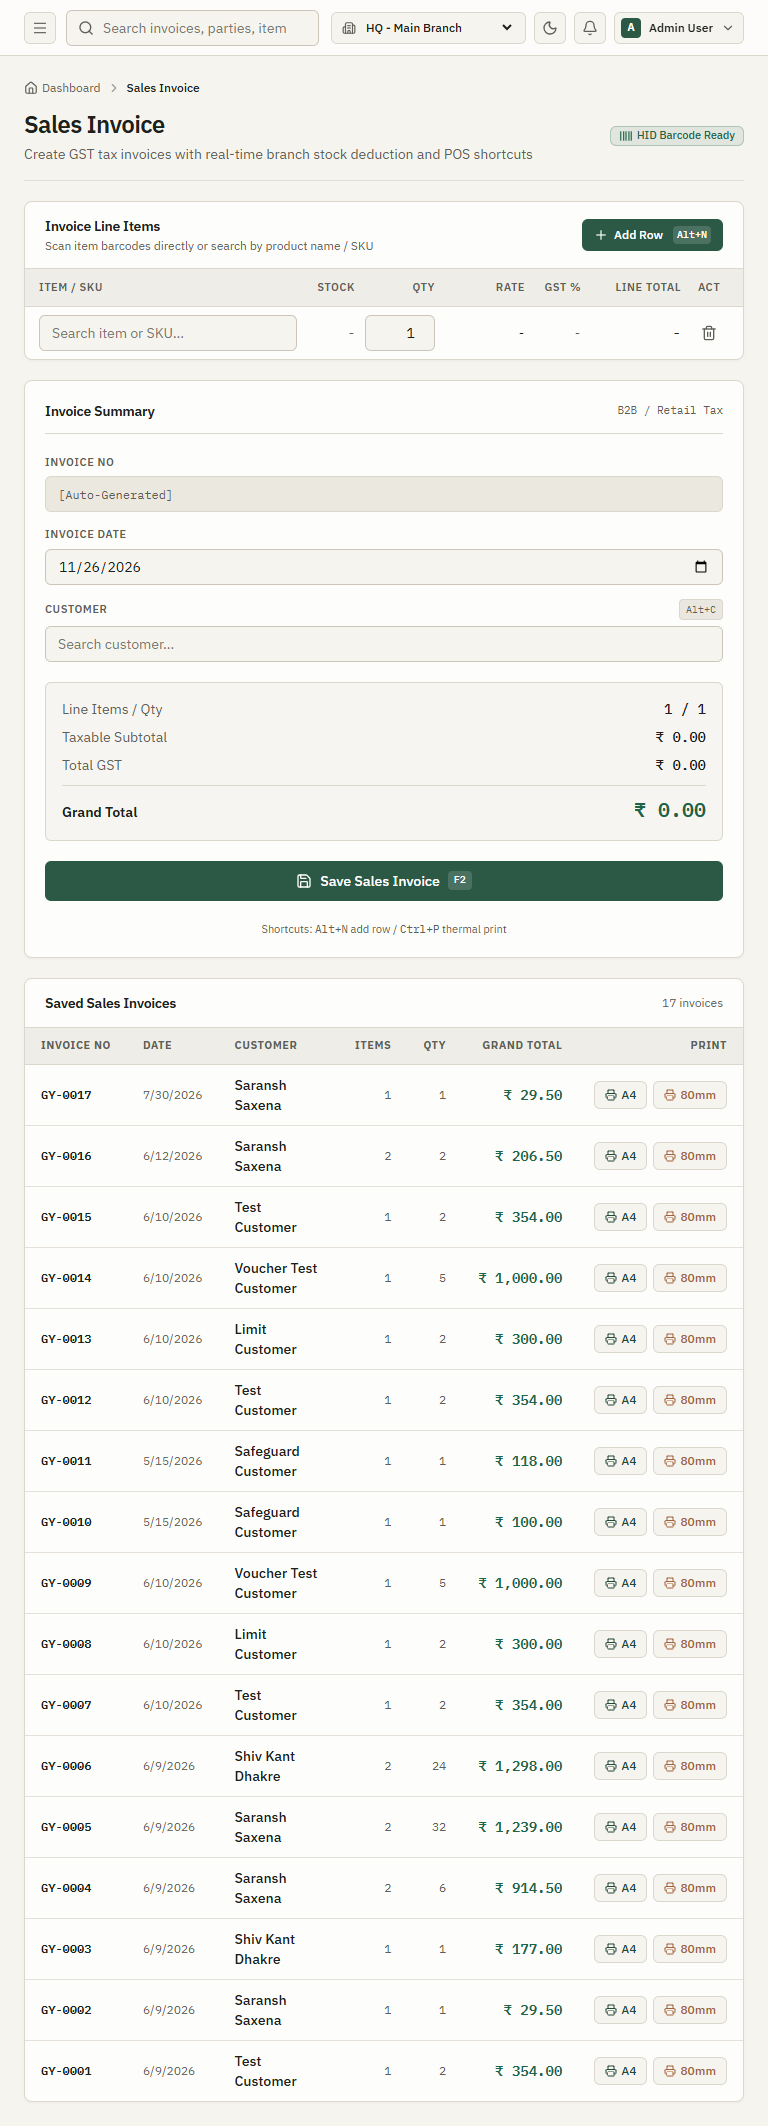 Search invoices, parties, item
HQ - Main Branch
A
Admin User
Dashboard > Sales Invoice
Sales Invoice
Create GST tax invoices with real-time branch stock deduction and POS shortcuts
HID Barcode Ready
Invoice Line Items
Scan item barcodes directly or search by product name / SKU
Add Row Alt+N
ITEM / SKU STOCK QTY RATE GST % LINE TOTAL ACT
Search item or SKU... - 1 - - -
Invoice Summary
B2B / Retail Tax
INVOICE NO
[Auto-Generated]
INVOICE DATE
11/26/2026
CUSTOMER
Alt+C
Search customer...
Line Items / Qty 1 / 1
Taxable Subtotal ₹ 0.00
Total GST ₹ 0.00
Grand Total ₹ 0.00
Save Sales Invoice F2
Shortcuts: Alt+N add row / Ctrl+P thermal print
Saved Sales Invoices
17 invoices
INVOICE NO DATE CUSTOMER ITEMS QTY GRAND TOTAL PRINT
GY-0017 7/30/2026 Saransh Saxena 1 1 ₹ 29.50 A4 80mm
GY-0016 6/12/2026 Saransh Saxena 2 2 ₹ 206.50 A4 80mm
GY-0015 6/10/2026 Test Customer 1 2 ₹ 354.00 A4 80mm
GY-0014 6/10/2026 Voucher Test Customer 1 5 ₹ 1,000.00 A4 80mm
GY-0013 6/10/2026 Limit Customer 1 2 ₹ 300.00 A4 80mm
GY-0012 6/10/2026 Test Customer 1 2 ₹ 354.00 A4 80mm
GY-0011 5/15/2026 Safeguard Customer 1 1 ₹ 118.00 A4 80mm
GY-0010 5/15/2026 Safeguard Customer 1 1 ₹ 100.00 A4 80mm
GY-0009 6/10/2026 Voucher Test Customer 1 5 ₹ 1,000.00 A4 80mm
GY-0008 6/10/2026 Limit Customer 1 2 ₹ 300.00 A4 80mm
GY-0007 6/10/2026 Test Customer 1 2 ₹ 354.00 A4 80mm
GY-0006 6/9/2026 Shiv Kant Dhakre 2 24 ₹ 1,298.00 A4 80mm
GY-0005 6/9/2026 Saransh Saxena 2 32 ₹ 1,239.00 A4 80mm
GY-0004 6/9/2026 Saransh Saxena 2 6 ₹ 914.50 A4 80mm
GY-0003 6/9/2026 Shiv Kant Dhakre 1 1 ₹ 177.00 A4 80mm
GY-0002 6/9/2026 Saransh Saxena 1 1 ₹ 29.50 A4 80mm
GY-0001 6/9/2026 Test Customer 1 2 ₹ 354.00 A4 80mm